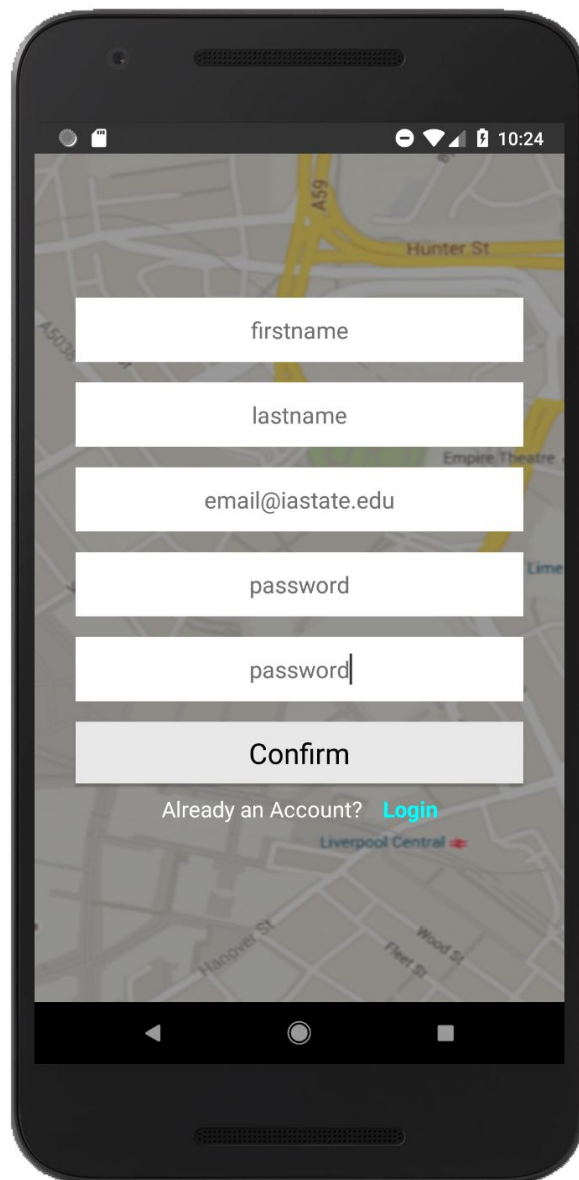 10:24
A59
Hunter St
A5038
firstname
lastname
Empire Theatre
email@iastate.edu
Lime
password
password
Confirm
Already an Account? Login
Liverpool Central
Hanover St
Wood St
Fleet St